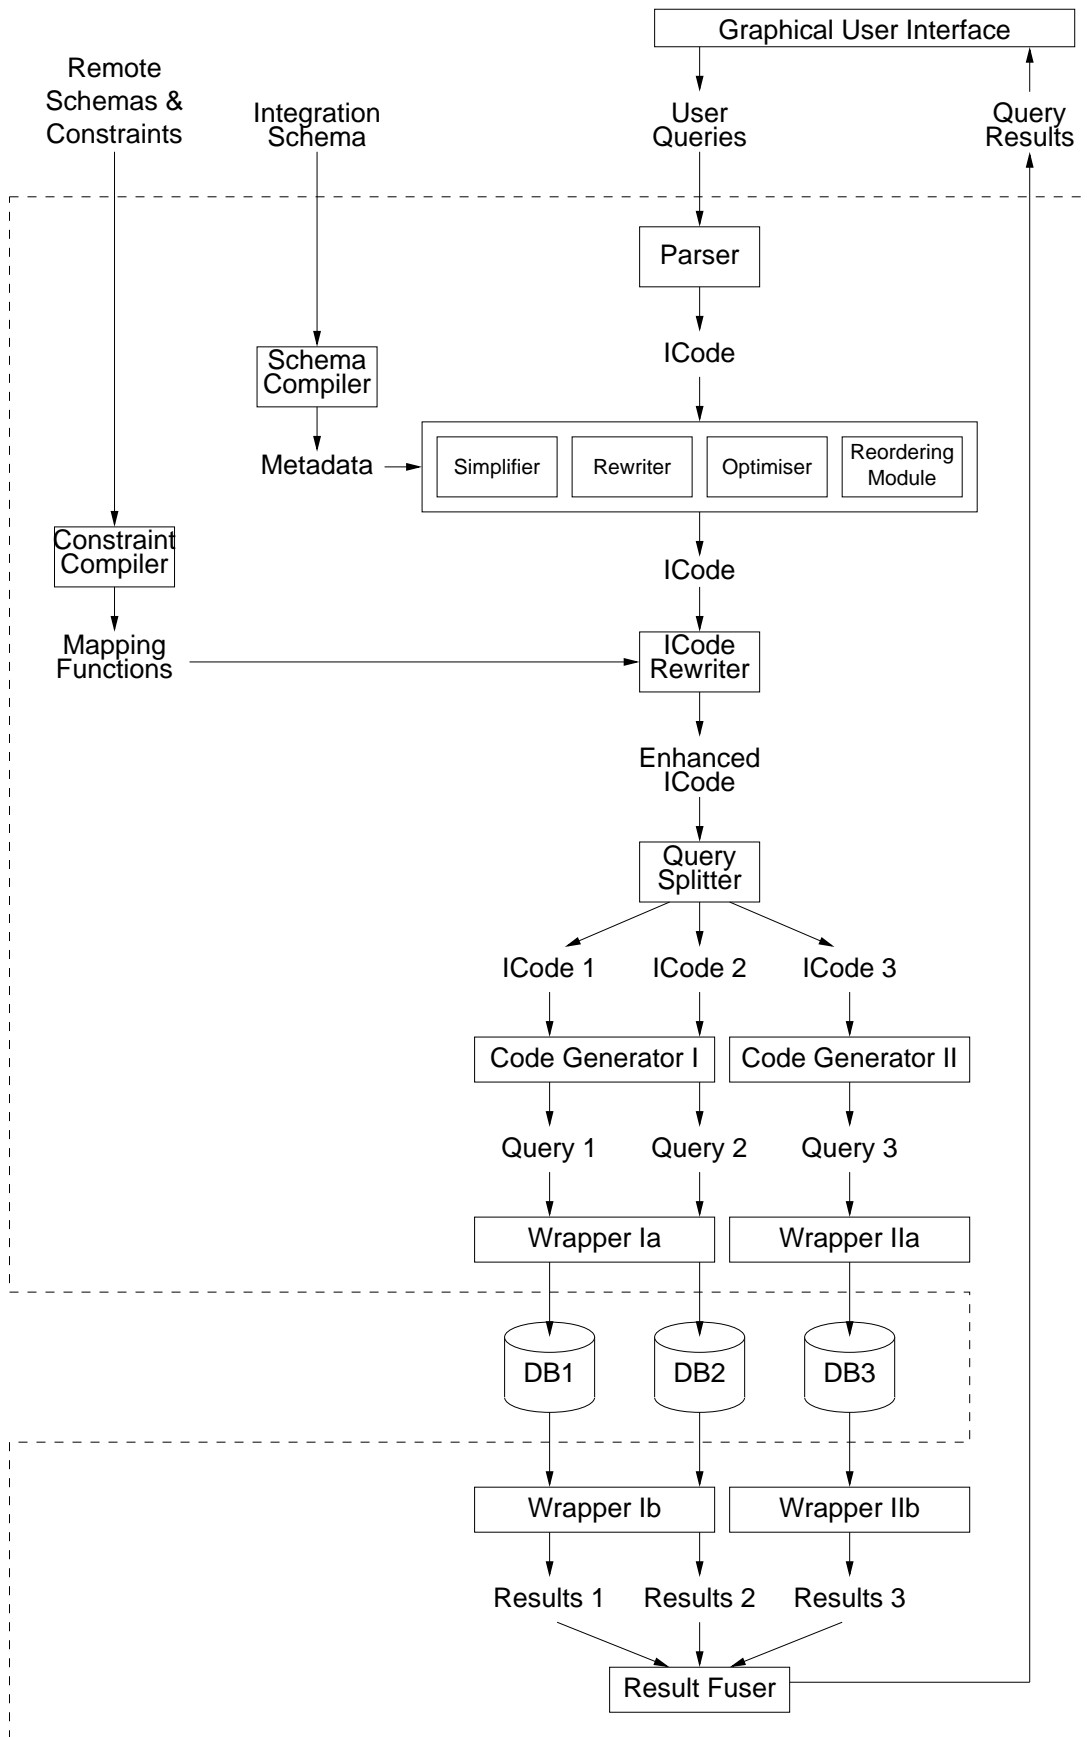 Graphical User Interface
Remote
Schemas &
Constraints
Integration
Schema
User
Queries
Query
Results
Parser
ICode
Schema
Compiler
Metadata
Simplifier
Rewriter
Optimiser
Reordering
Module
Constraint
Compiler
ICode
Mapping
Functions
ICode
Rewriter
Enhanced
ICode
Query
Splitter
ICode 1
ICode 2
ICode 3
Code Generator I
Code Generator II
Query 1
Query 2
Query 3
Wrapper Ia
Wrapper IIa
DB1
DB2
DB3
Wrapper Ib
Wrapper IIb
Results 1
Results 2
Results 3
Result Fuser